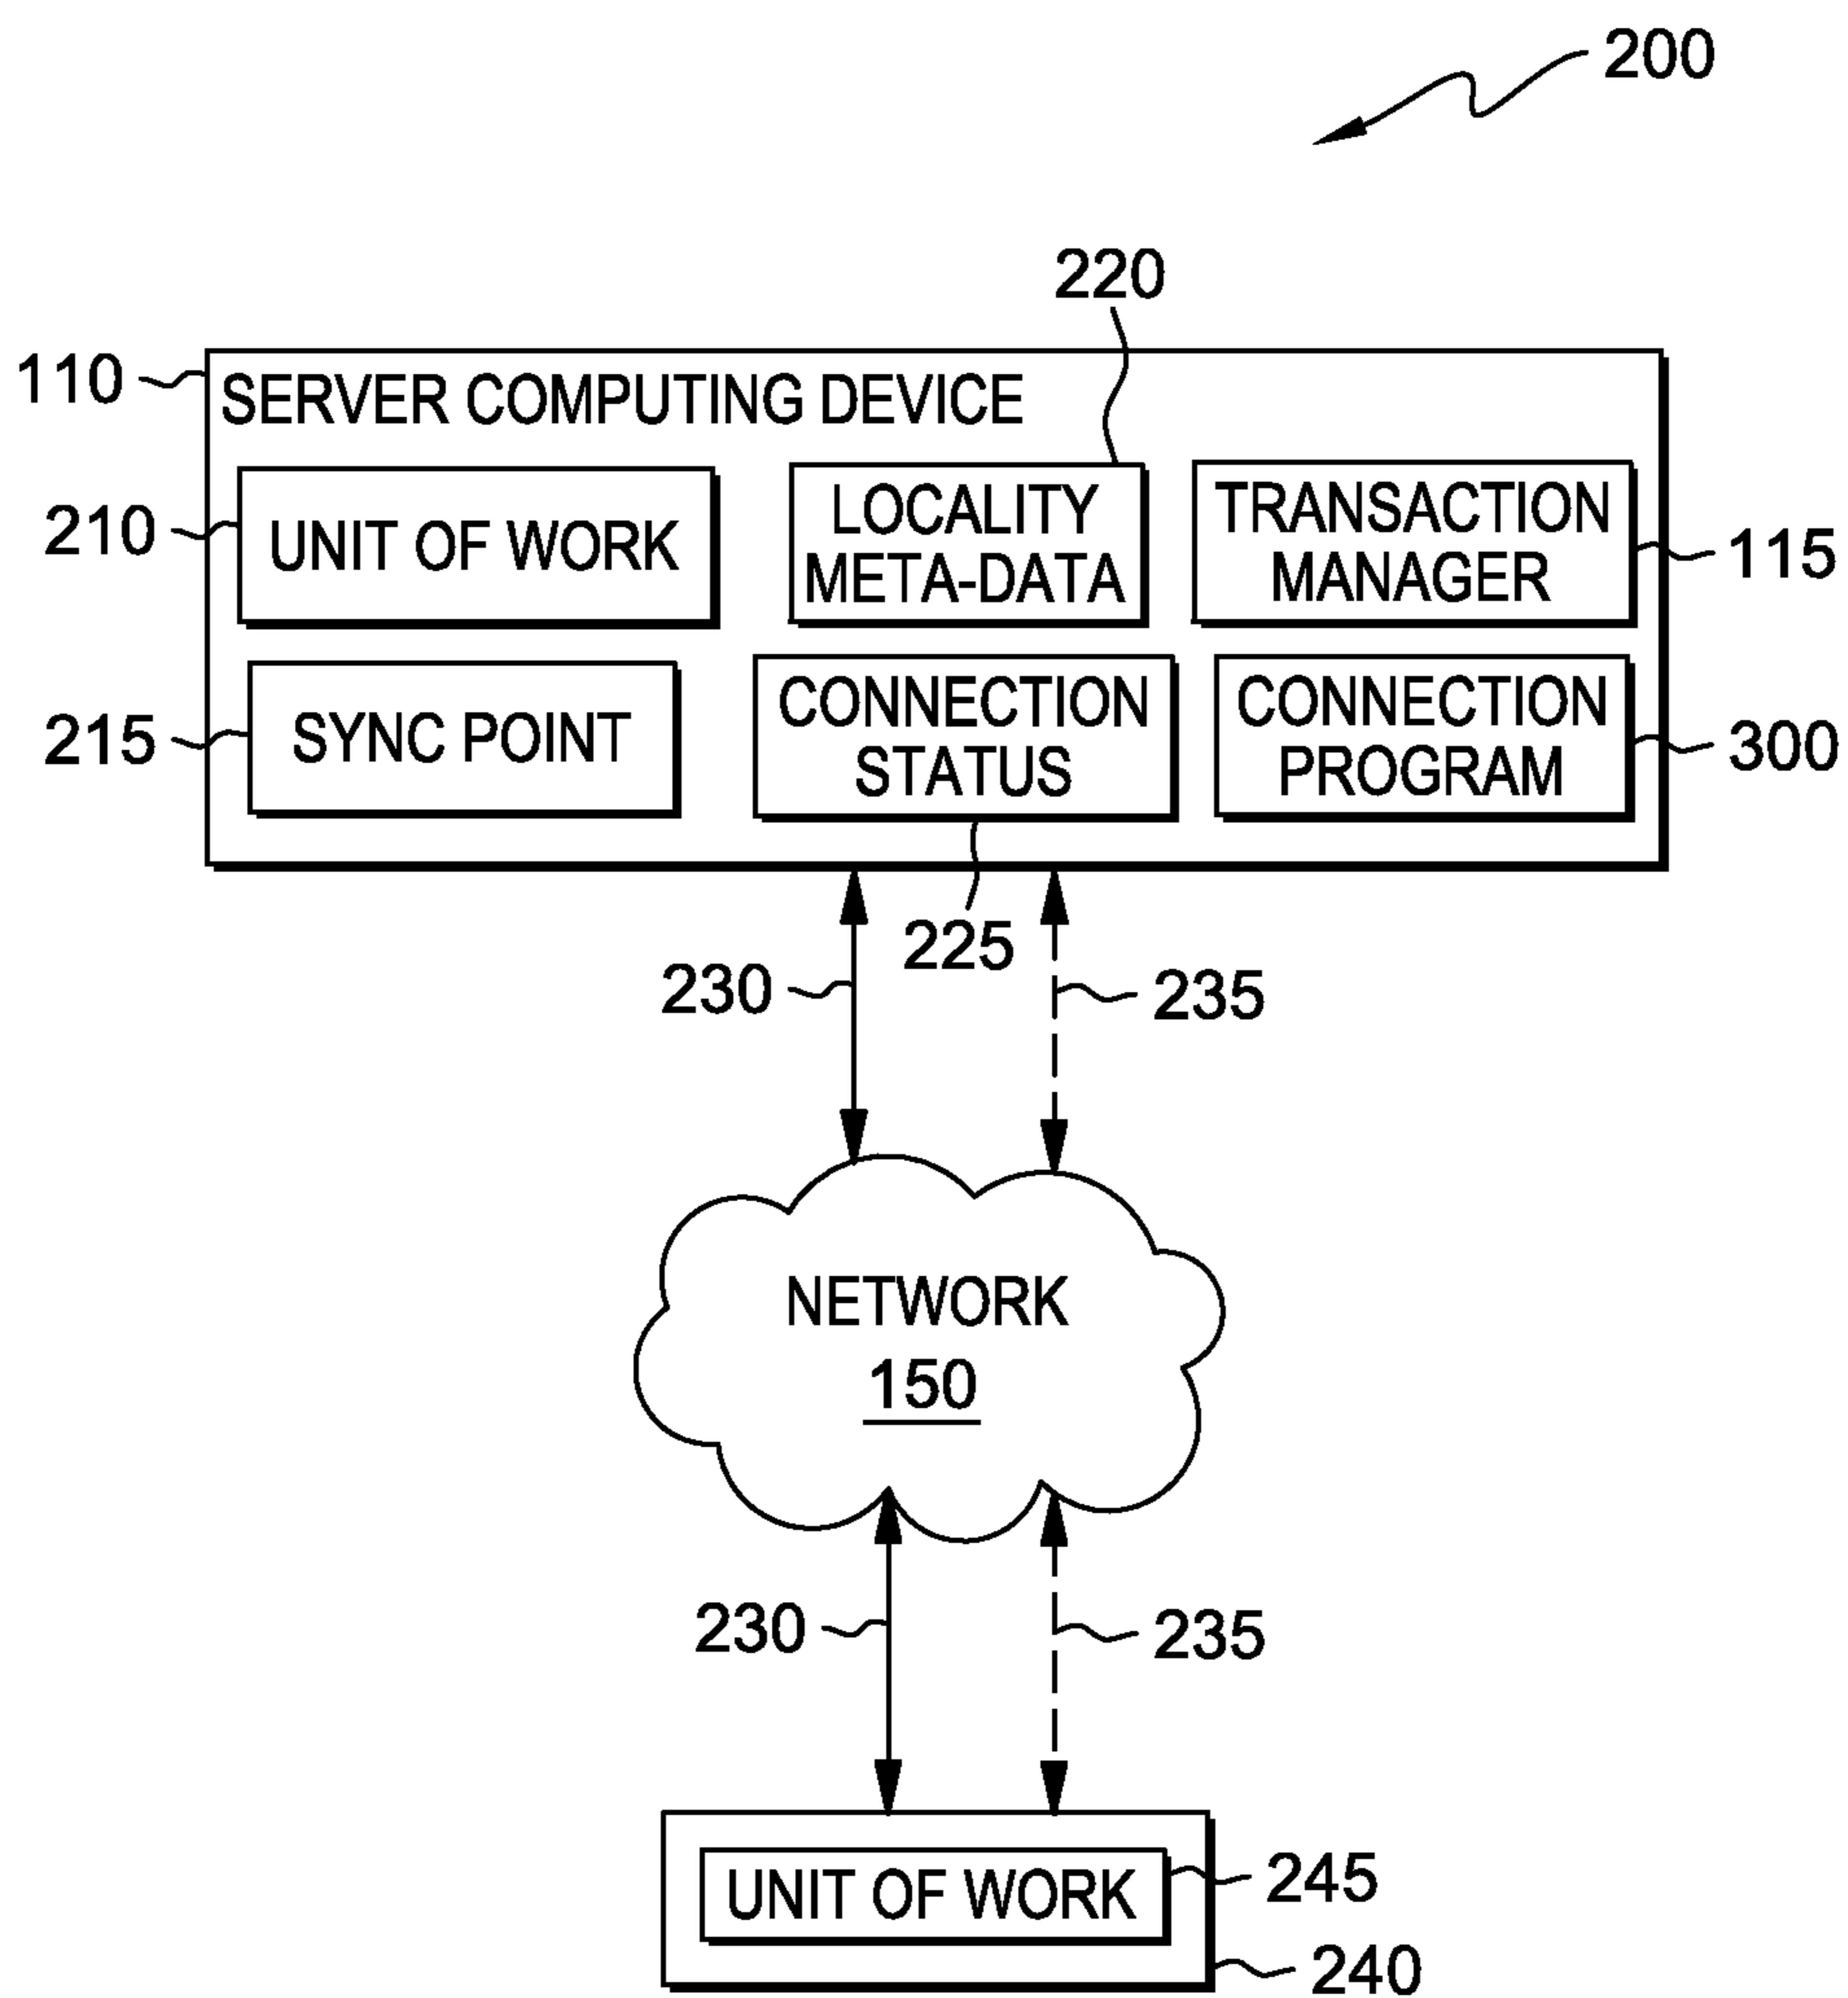 200
220
110
SERVER COMPUTING DEVICE
210
UNIT OF WORK
LOCALITY
META-DATA
TRANSACTION
MANAGER
115
215
SYNC POINT
CONNECTION
STATUS
CONNECTION
PROGRAM
300
225
230
235
NETWORK
150
230
235
UNIT OF WORK
245
240